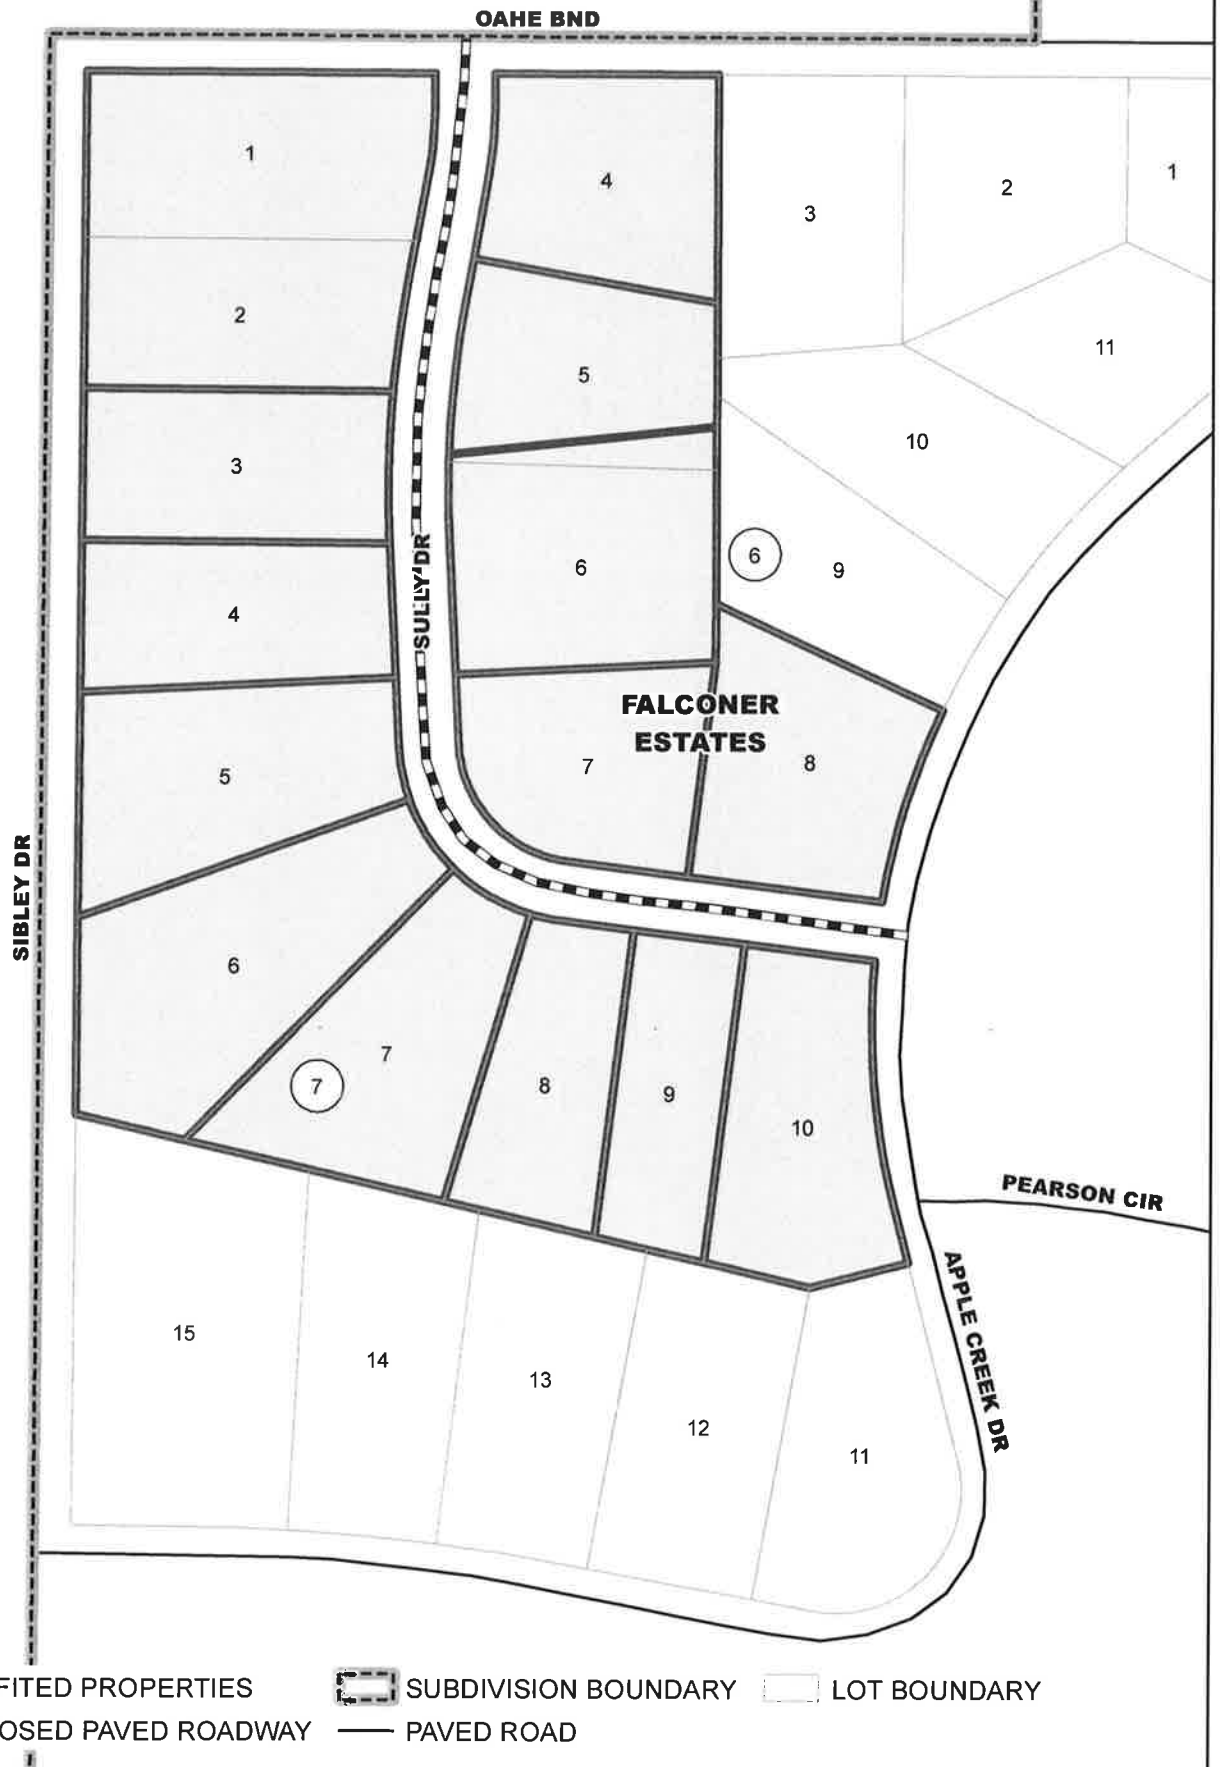 OAHE BND
1
4
2
1
3
2
5
11
3
10
6
6
9
4
SULLY DR
FALCONER
ESTATES
7
8
5
SIBLEY DR
6
7
7
8
9
10
PEARSON CIR
APPLE CREEK DR
15
14
13
12
11
FITED PROPERTIES
SUBDIVISION BOUNDARY
LOT BOUNDARY
OSED PAVED ROADWAY
PAVED ROAD